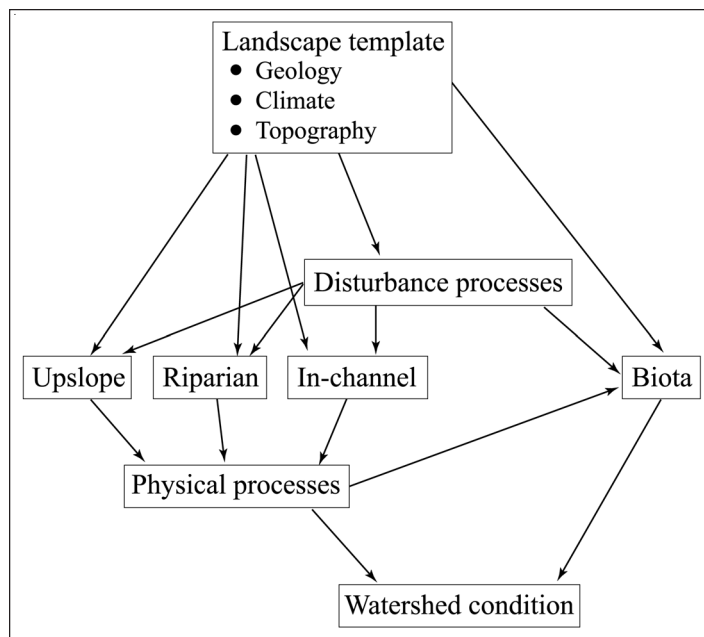 Landscape template
● Geology
● Climate
● Topography
Disturbance processes
Upslope
Riparian
In-channel
Biota
Physical processes
Watershed condition